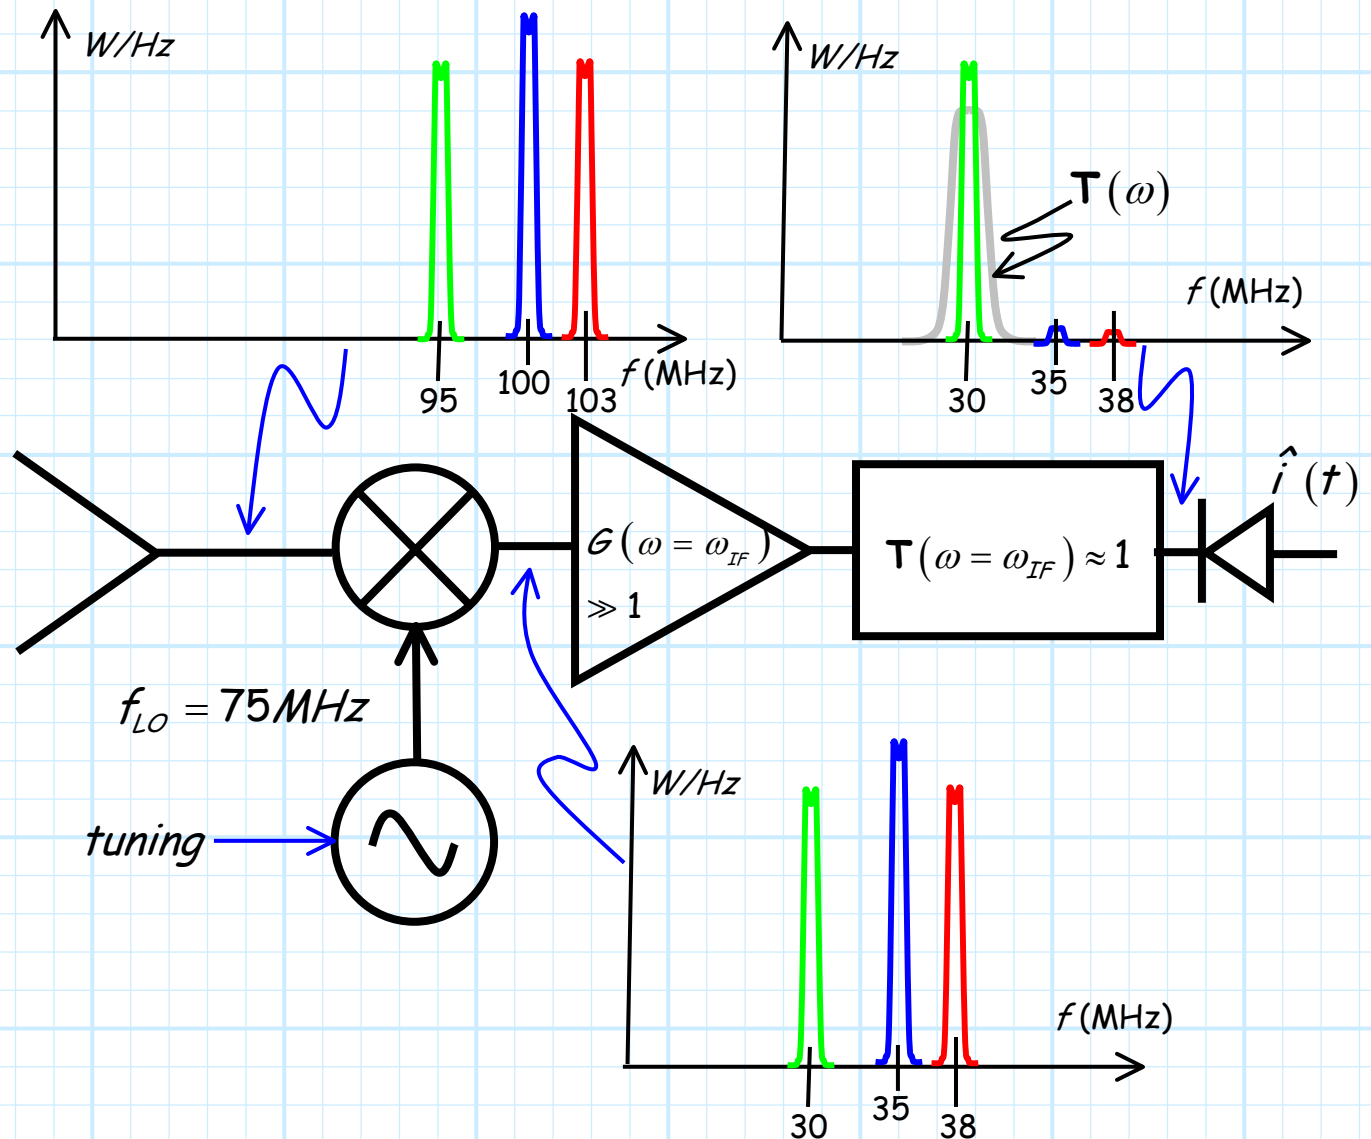 W/Hz
95
100
103
f (MHz)
W/Hz
T(ω)
f (MHz)
30
35
38
î(t)
G(ω = ω_IF)
≫ 1
T(ω = ω_IF) ≈ 1
f_LO = 75MHz
tuning
W/Hz
f (MHz)
30
35
38